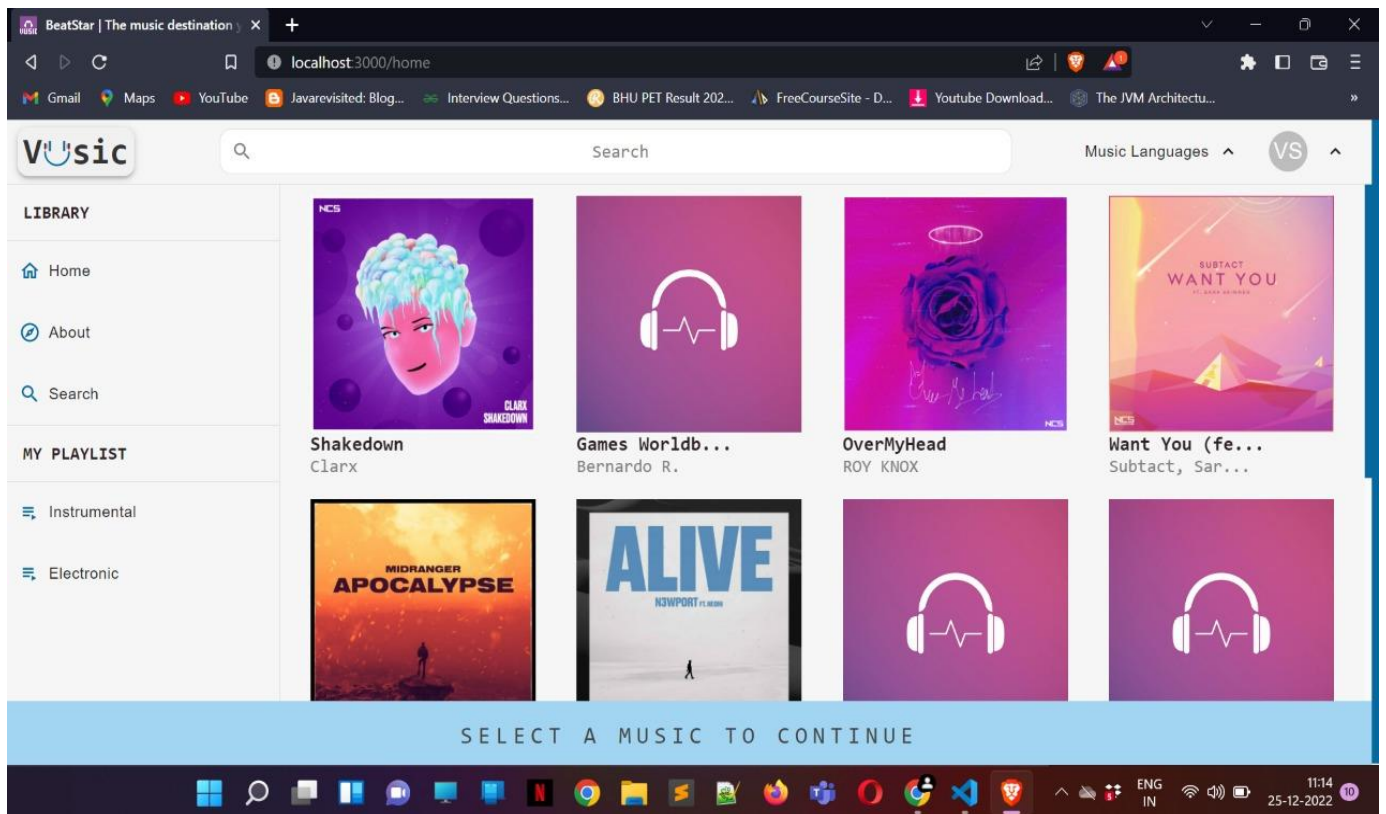 BeatStar | The music destination y
localhost:3000/home
Gmail Maps YouTube Javarevisited: Blog... Interview Questions... BHU PET Result 202... FreeCourseSite - D... Youtube Download... The JVM Architectu... »
Vusic
Search
Music Languages
VS
LIBRARY
Home
About
Search
MY PLAYLIST
Instrumental
Electronic
NCS
CLARX
SHAKEDOWN
Shakedown
Clarx
Games Worldb...
Bernardo R.
NCS
OverMyHead
ROY KNOX
SUBTACT
WANT YOU
NCS
Want You (fe...
Subtact, Sar...
MIDRANGER
APOCALYPSE
ALIVE
N3WPORT FT.
SELECT A MUSIC TO CONTINUE
ENG
IN
11:14
25-12-2022
10